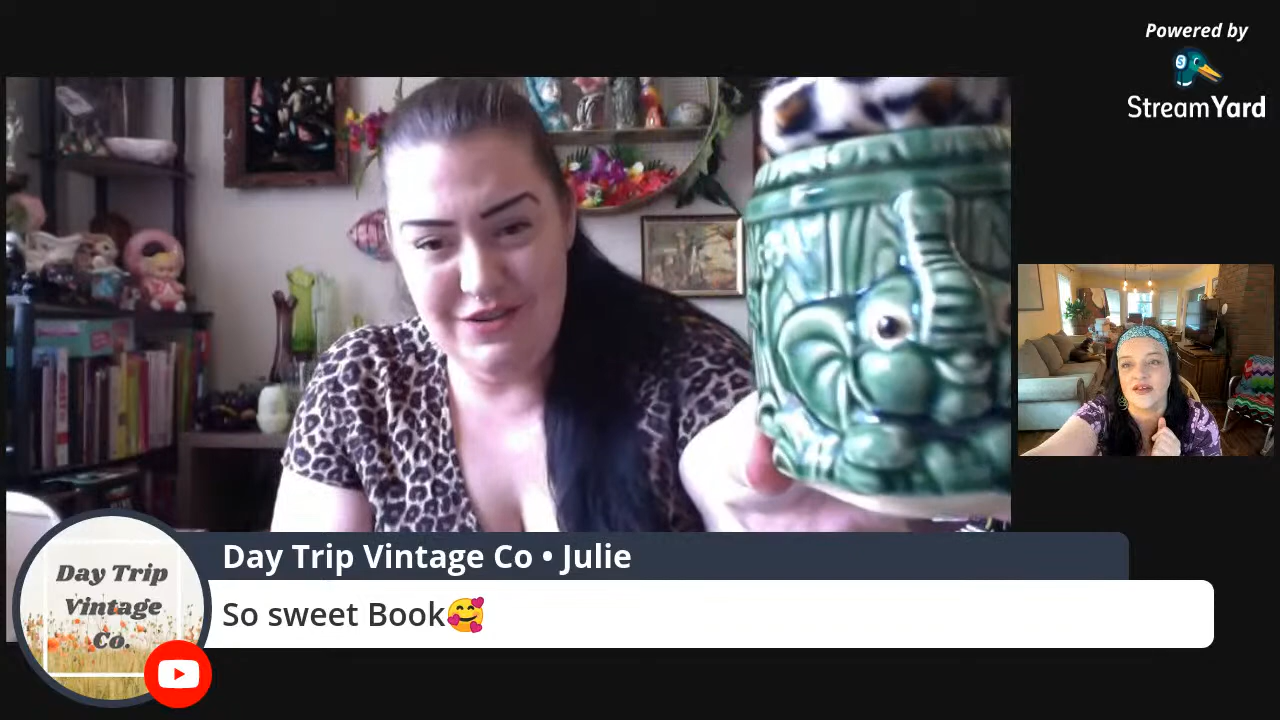 Powered by
StreamYard
Day Trip Vintage Co • Julie
So sweet Book🥰
Day Trip
Vintage
Co.